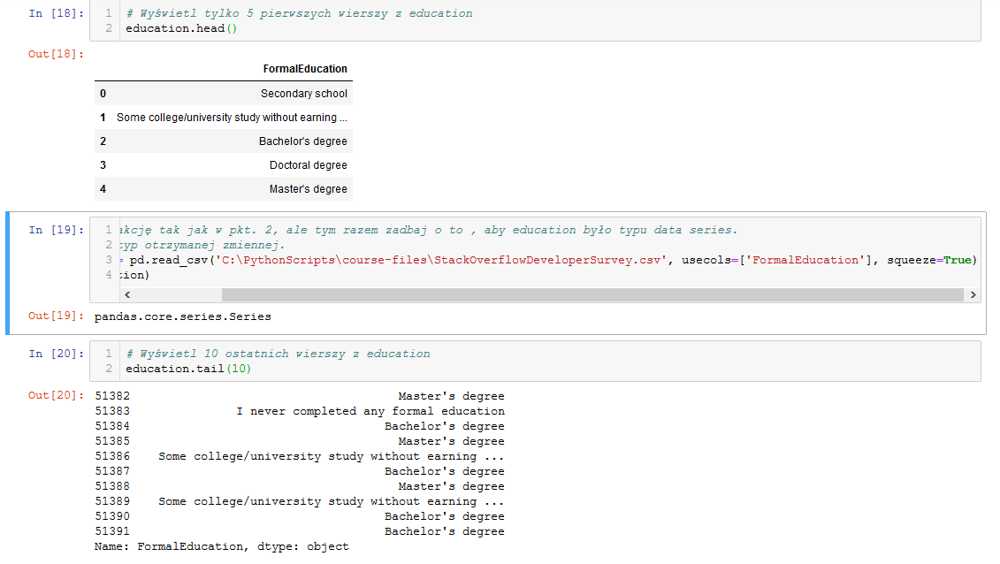 In [18]:
1 # Wyświetl tylko 5 pierwszych wierszy z education
2 education.head()
Out[18]:
FormalEducation
0 Secondary school
1 Some college/university study without earning ...
2 Bachelor's degree
3 Doctoral degree
4 Master's degree
In [19]:
1 akcję tak jak w pkt. 2, ale tym razem zadbaj o to , aby education było typu data series.
2 typ otrzymanej zmiennej.
3 = pd.read_csv('C:\PythonScripts\course-files\StackOverflowDeveloperSurvey.csv', usecols=['FormalEducation'], squeeze=True)
4 tion)
Out[19]: pandas.core.series.Series
In [20]:
1 # Wyświetl 10 ostatnich wierszy z education
2 education.tail(10)
Out[20]:
51382 Master's degree
51383 I never completed any formal education
51384 Bachelor's degree
51385 Master's degree
51386 Some college/university study without earning ...
51387 Bachelor's degree
51388 Master's degree
51389 Some college/university study without earning ...
51390 Bachelor's degree
51391 Bachelor's degree
Name: FormalEducation, dtype: object